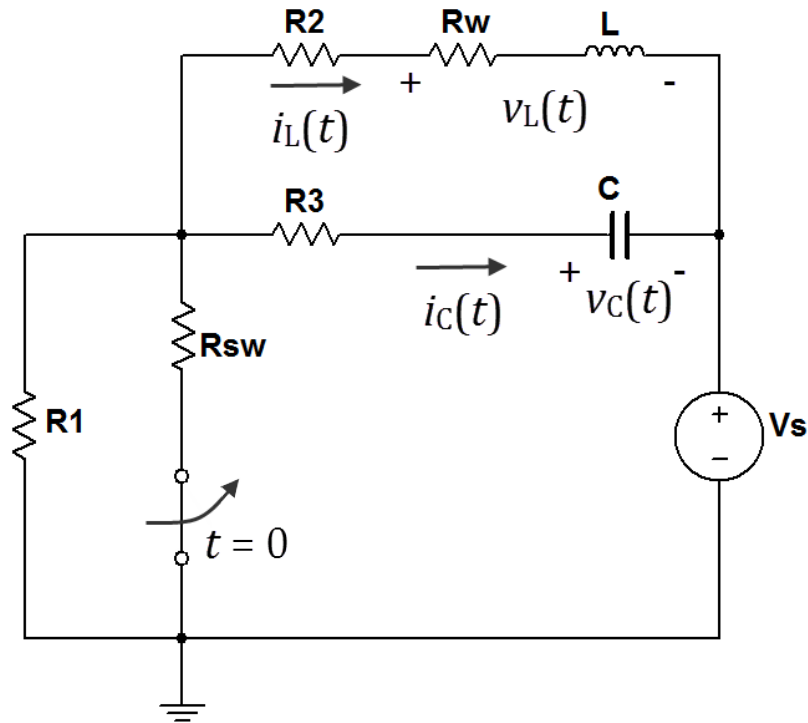 R2 Rw L
+ -
iL(t) vL(t)
R3 C
+ -
iC(t) vC(t)
Rsw
R1
+
−
Vs
t = 0